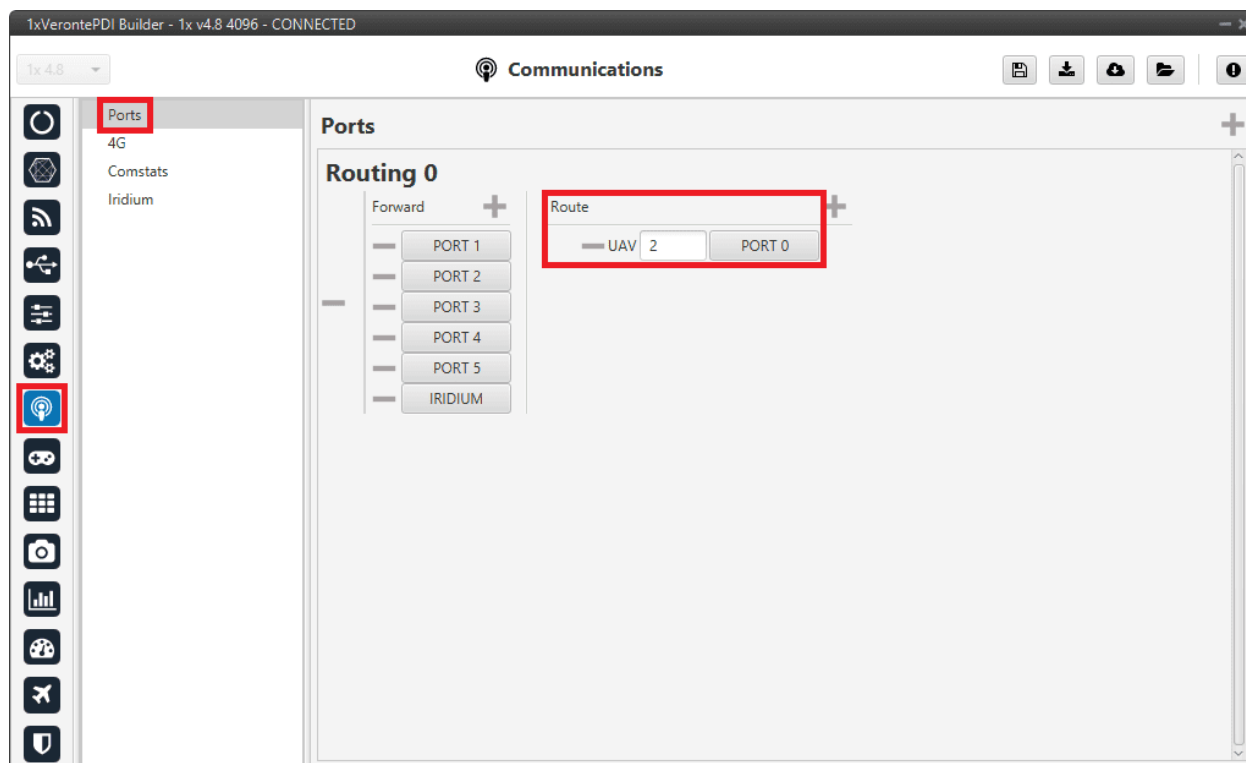 1xVerontePDI Builder - 1x v4.8 4096 - CONNECTED
1x 4.8
Communications
Ports
4G
Comstats
Iridium
Ports
Routing 0
Forward
Route
PORT 1
UAV 2 PORT 0
PORT 2
PORT 3
PORT 4
PORT 5
IRIDIUM